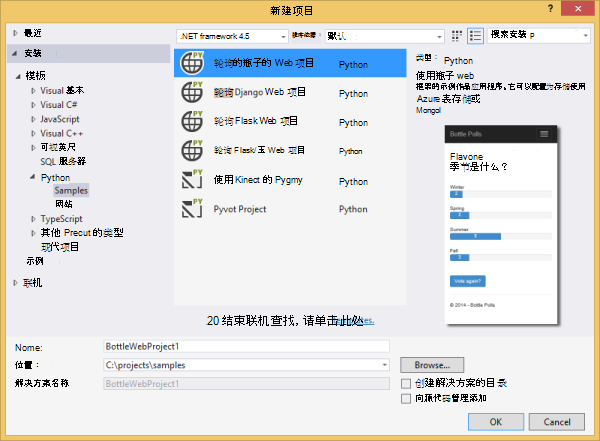 新建项目
? ×
最近
.NET framework 4.5
默认
搜索安装 p
安装
模板
Visual 基本
Visual C#
JavaScript
Visual C++
可视英尺
SQL 服务器
Python
Samples
网站
TypeScript
其他 Precut 的类型
现代项目
示例
联机
轮询的瓶子的 Web 项目 Python
轮询 Django Web 项目 Python
轮询 Flask Web 项目 Python
轮询 Flask/玉 Web 项目 Python
使用 Kinect 的 Pygmy Python
Pyvot Project Python
20 结束联机查找, 请单击此处
类型: Python
使用瓶子 web
框架的示例作品应用程序。它可以配置为存储使用
Azure 表存储或
Mongol
Bottle Polls
Flavone
季节是什么?
Winter
2
Spring
2
Summer
Fall
Vote again?
© 2014 - Bottle Polls
Nome: BottleWebProject1
位置: C:\projects\samples Browse...
解决方案名称 BottleWebProject1 创建解决方案的目录
向源代码管理添加
OK Cancel